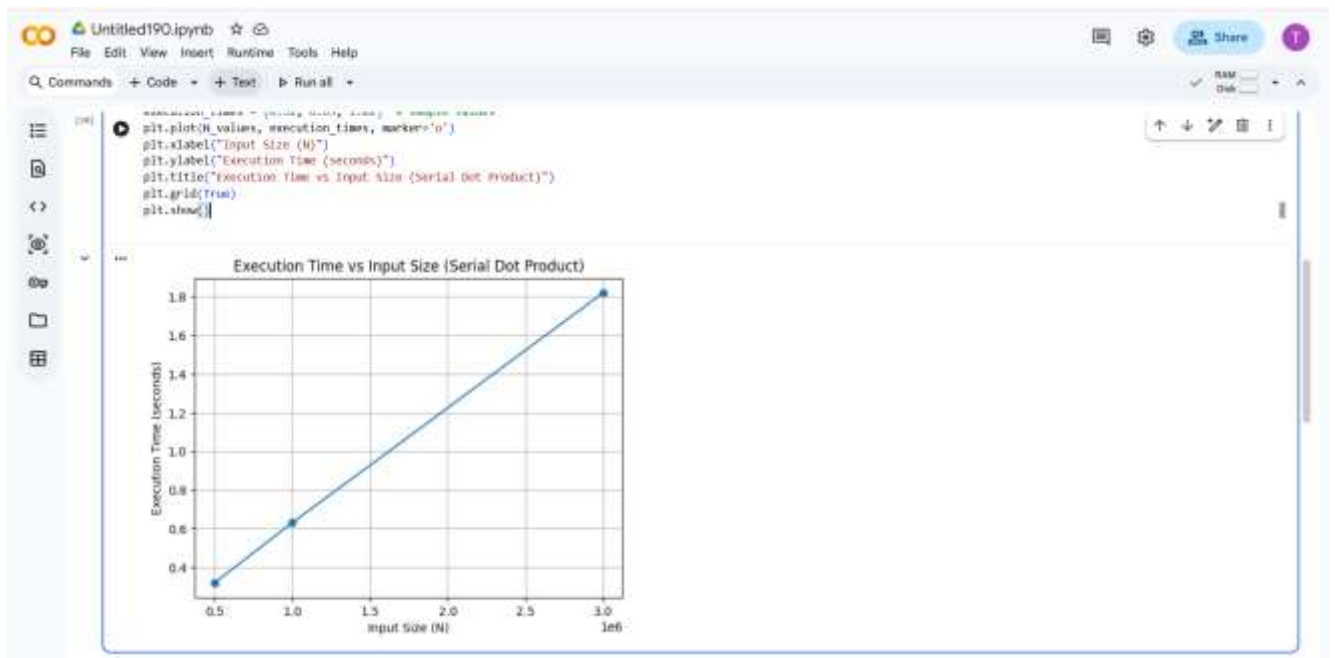 Untitled190.ipynb
File Edit View Insert Runtime Tools Help
Share
T
Commands + Code + Text Run all
RAM
Disk
plt.plot(N_values, execution_times, marker='o')
plt.xlabel("Input Size (N)")
plt.ylabel("Execution Time (seconds)")
plt.title("Execution Time vs Input Size (Serial Dot Product)")
plt.grid(True)
plt.show()
Execution Time vs Input Size (Serial Dot Product)
Execution Time (seconds)
1.8
1.6
1.4
1.2
1.0
0.8
0.6
0.4
0.5 1.0 1.5 2.0 2.5 3.0
Input Size (N)
1e6